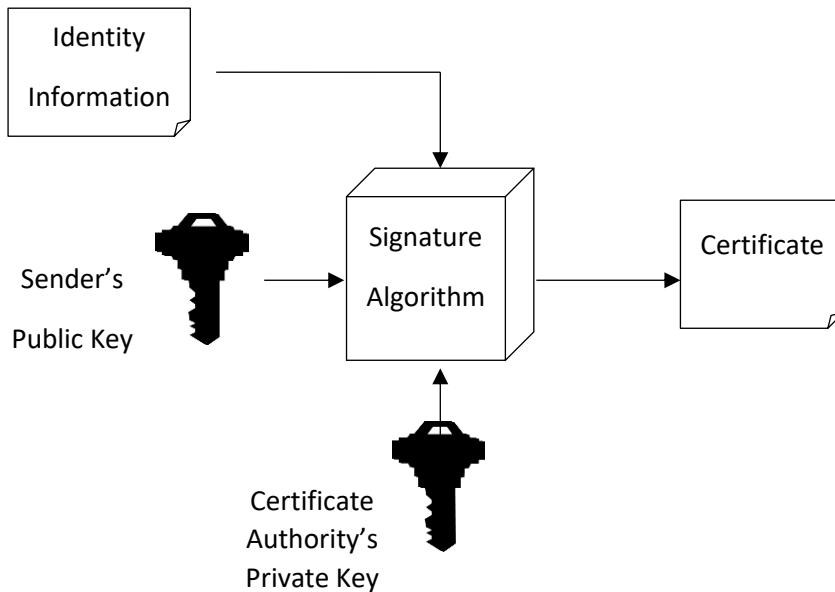 Identity
Information
Signature
Algorithm
Certificate
Sender’s
Public Key
Certificate
Authority’s
Private Key